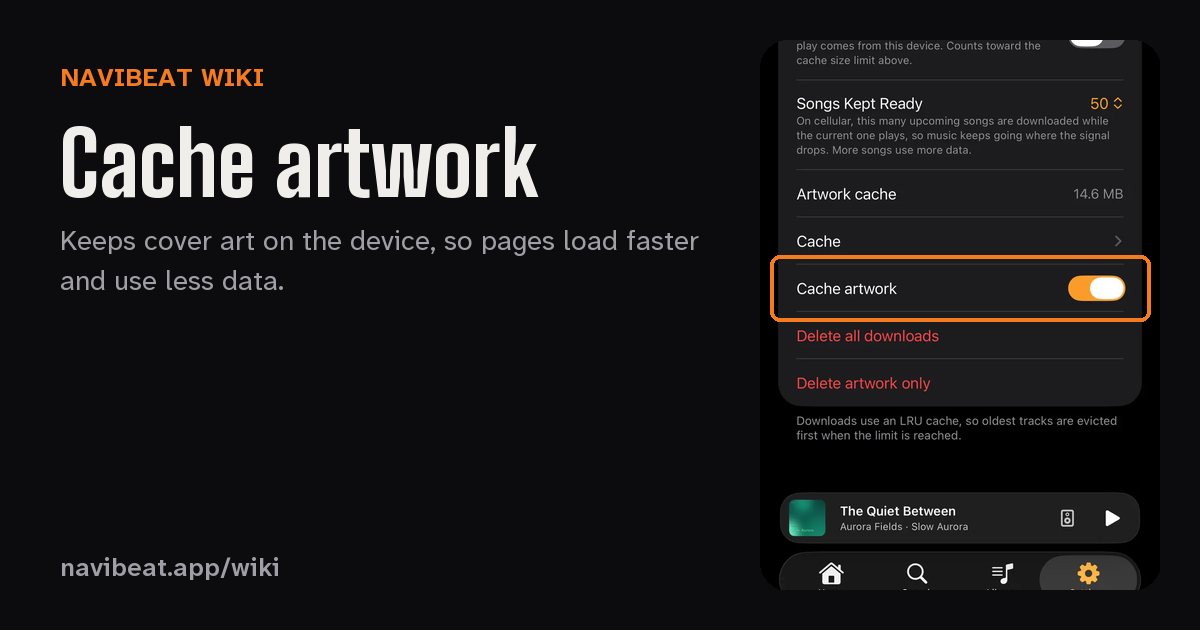 NAVIBEAT WIKI
Cache artwork
Keeps cover art on the device, so pages load faster
and use less data.
navibeat.app/wiki
play comes from this device. Counts toward the
cache size limit above.
Songs Kept Ready
50
On cellular, this many upcoming songs are downloaded while
the current one plays, so music keeps going where the signal
drops. More songs use more data.
Artwork cache
14.6 MB
Cache
Cache artwork
Delete all downloads
Delete artwork only
Downloads use an LRU cache, so oldest tracks are evicted
first when the limit is reached.
The Quiet Between
Aurora Fields · Slow Aurora